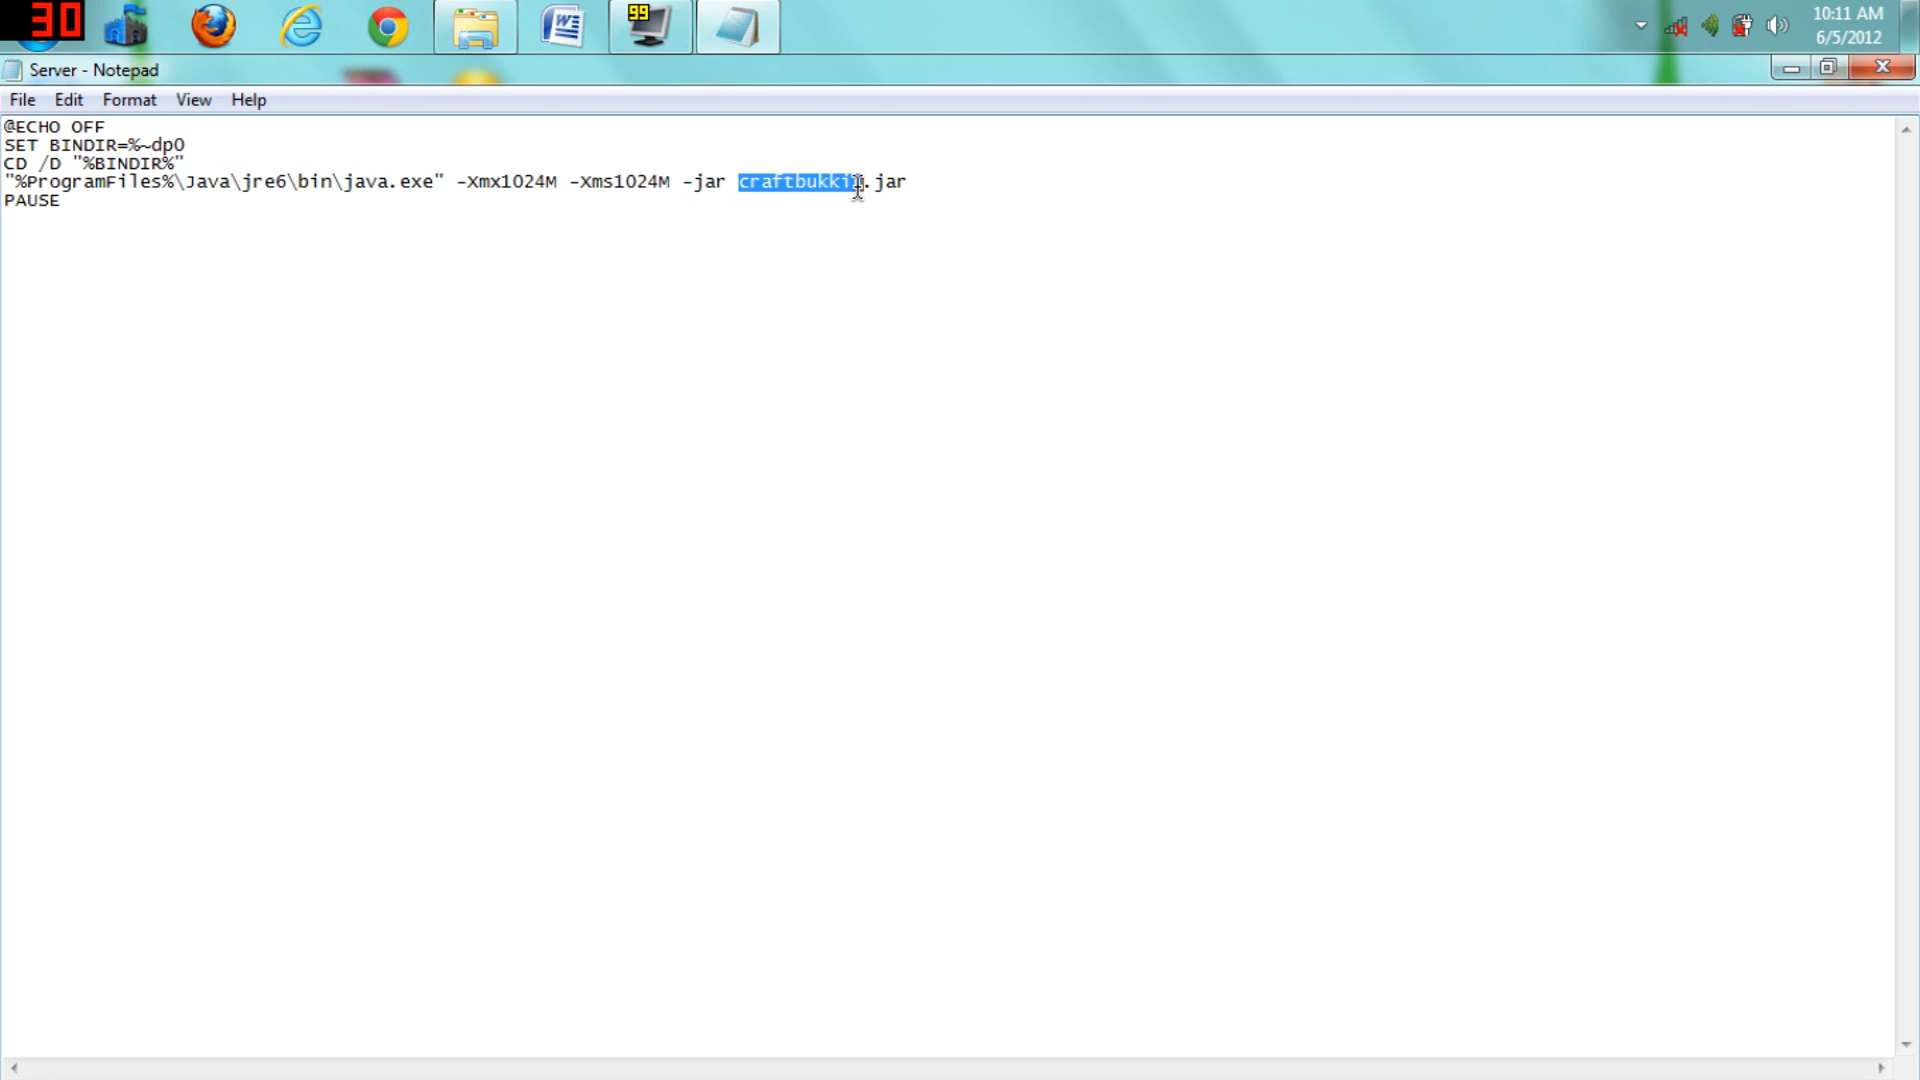 30
99
10:11 AM
6/5/2012
Server - Notepad
File Edit Format View Help
@ECHO OFF
SET BINDIR=%~dp0
CD /D "%BINDIR%"
"%ProgramFiles%\Java\jre6\bin\java.exe" -Xmx1024M -Xms1024M -jar craftbukkit.jar
PAUSE